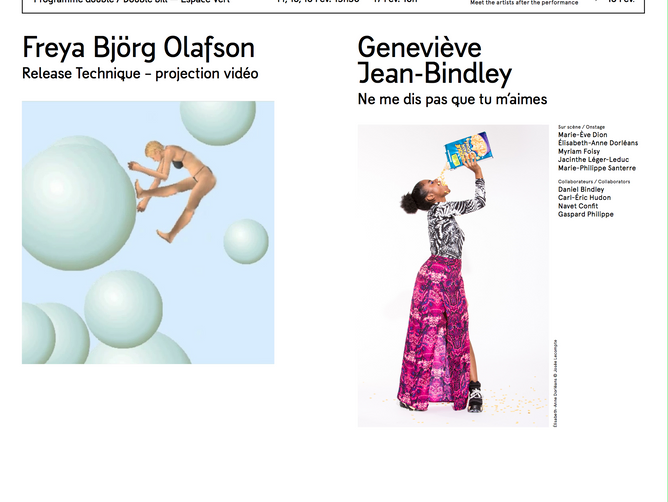 Programme double / Double bill — Espace Vert
Meet the artists after the performance
Freya Björg Olafson
Release Technique – projection vidéo
Geneviève
Jean-Bindley
Ne me dis pas que tu m'aimes
Sur scène / Onstage
Marie-Ève Dion
Élisabeth-Anne Dorléans
Myriam Foisy
Jacinthe Léger-Leduc
Marie-Philippe Santerre
Collaborateurs / Collaborators
Daniel Bindley
Carl-Éric Hudon
Navet Confit
Gaspard Philippe
Élisabeth-Anne Dorléans © Josée Lecompte